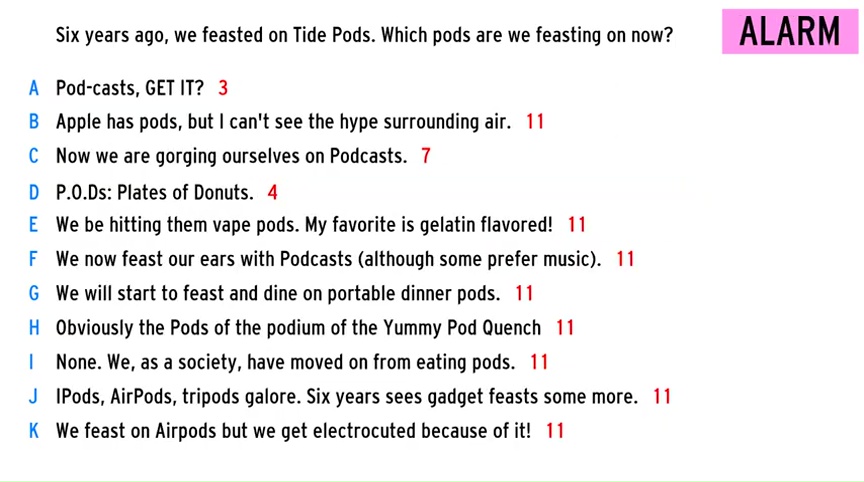 Six years ago, we feasted on Tide Pods. Which pods are we feasting on now?
ALARM
A Pod-casts, GET IT? 3
B Apple has pods, but I can't see the hype surrounding air. 11
C Now we are gorging ourselves on Podcasts. 7
D P.O.Ds: Plates of Donuts. 4
E We be hitting them vape pods. My favorite is gelatin flavored! 11
F We now feast our ears with Podcasts (although some prefer music). 11
G We will start to feast and dine on portable dinner pods. 11
H Obviously the Pods of the podium of the Yummy Pod Quench 11
I None. We, as a society, have moved on from eating pods. 11
J IPods, AirPods, tripods galore. Six years sees gadget feasts some more. 11
K We feast on Airpods but we get electrocuted because of it! 11